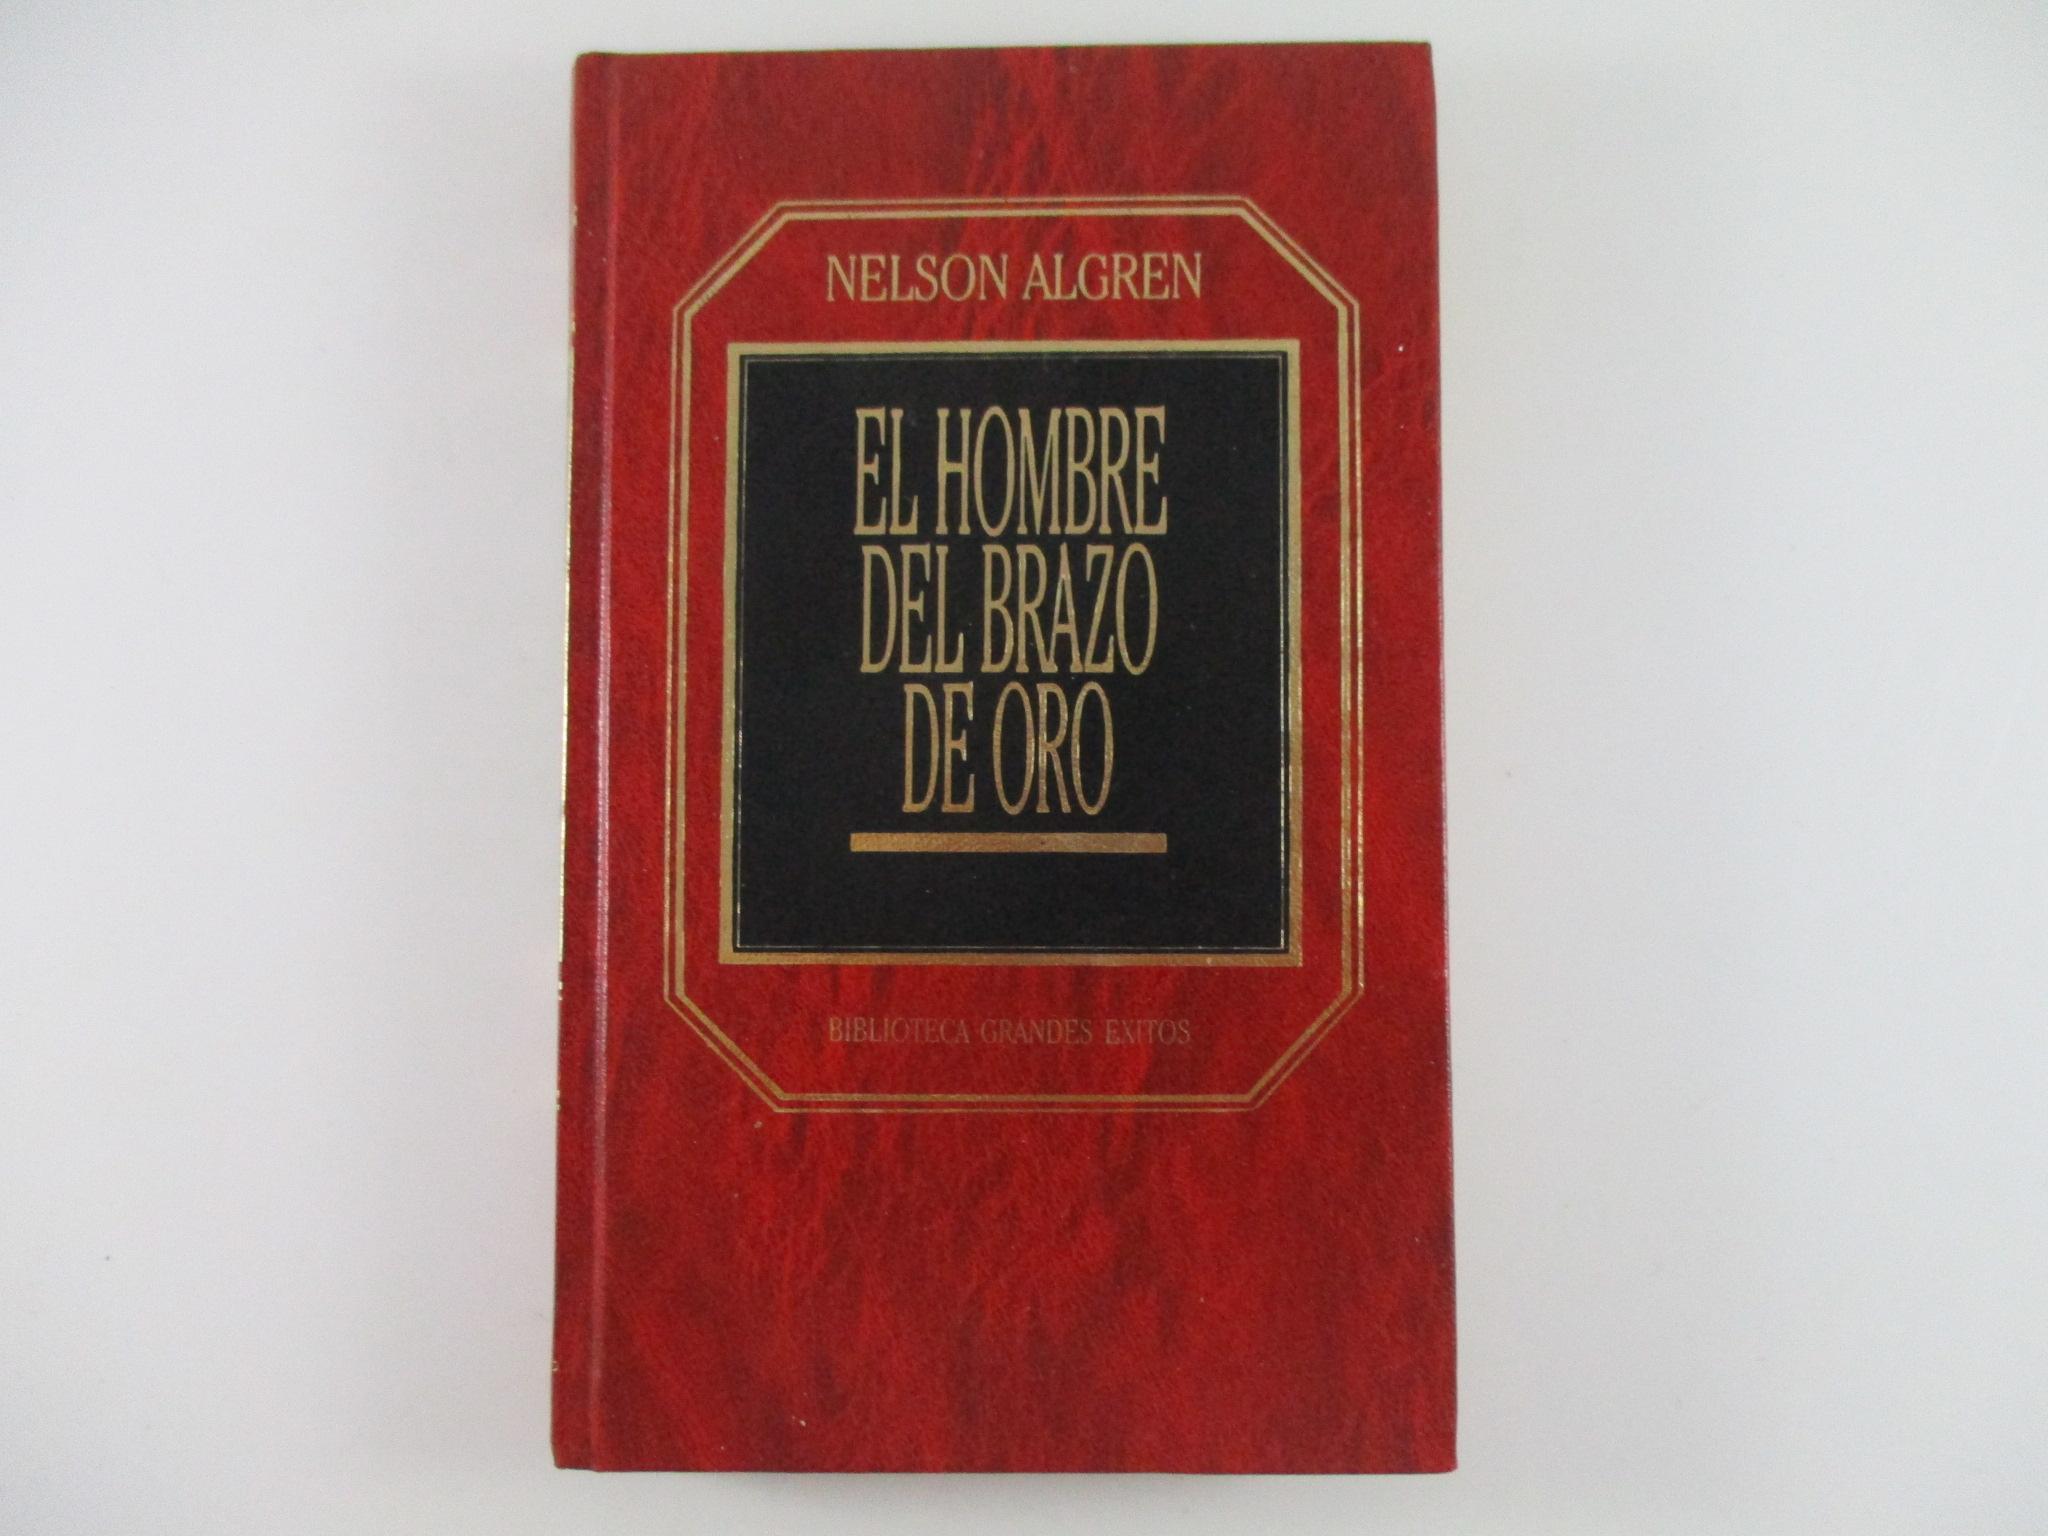 NELSON ALGREN
EL HOMBRE
DEL BRAZO
DE ORO
BIBLIOTECA GRANDES EXITOS